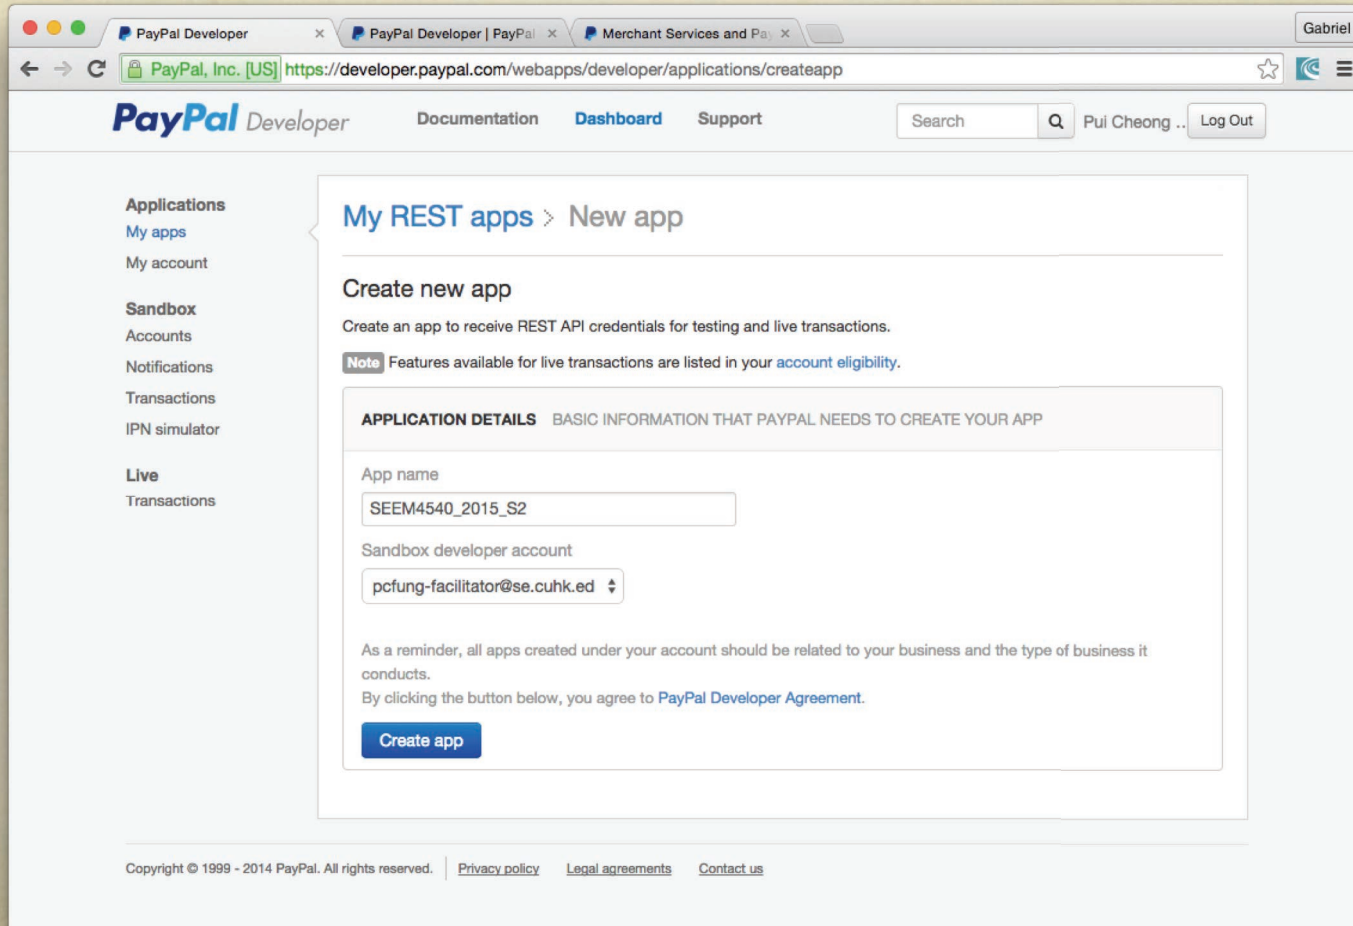 PayPal Developer
PayPal Developer | PayPal
Merchant Services and Pay
Gabriel
PayPal, Inc. [US] https://developer.paypal.com/webapps/developer/applications/createapp
PayPal Developer Documentation Dashboard Support Search Pui Cheong .. Log Out
Applications
My apps
My account
Sandbox
Accounts
Notifications
Transactions
IPN simulator
Live
Transactions
My REST apps > New app
Create new app
Create an app to receive REST API credentials for testing and live transactions.
Note Features available for live transactions are listed in your account eligibility.
APPLICATION DETAILS BASIC INFORMATION THAT PAYPAL NEEDS TO CREATE YOUR APP
App name
SEEM4540_2015_S2
Sandbox developer account
pcfung-facilitator@se.cuhk.ed
As a reminder, all apps created under your account should be related to your business and the type of business it
conducts.
By clicking the button below, you agree to PayPal Developer Agreement.
Create app
Copyright © 1999 - 2014 PayPal. All rights reserved. Privacy policy Legal agreements Contact us